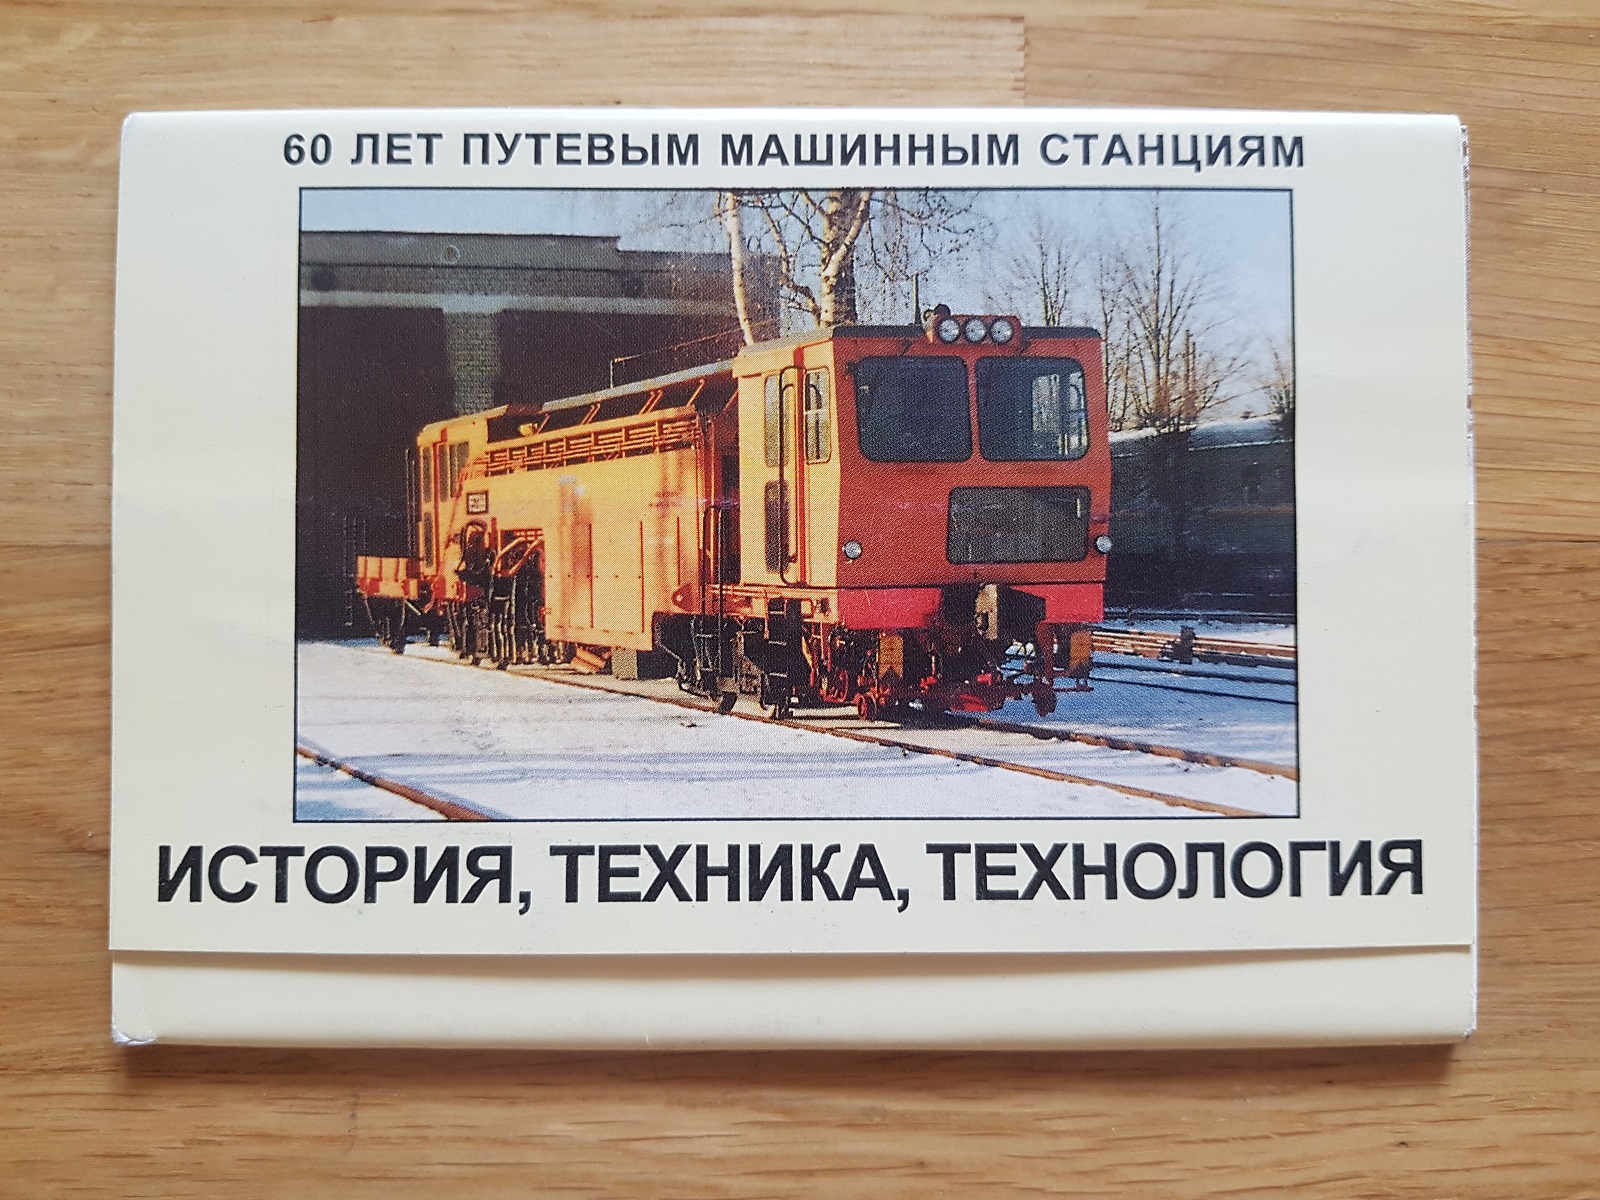 60 ЛЕТ ПУТЕВЫМ МАШИННЫМ СТАНЦИЯМ
ИСТОРИЯ, ТЕХНИКА, ТЕХНОЛОГИЯ